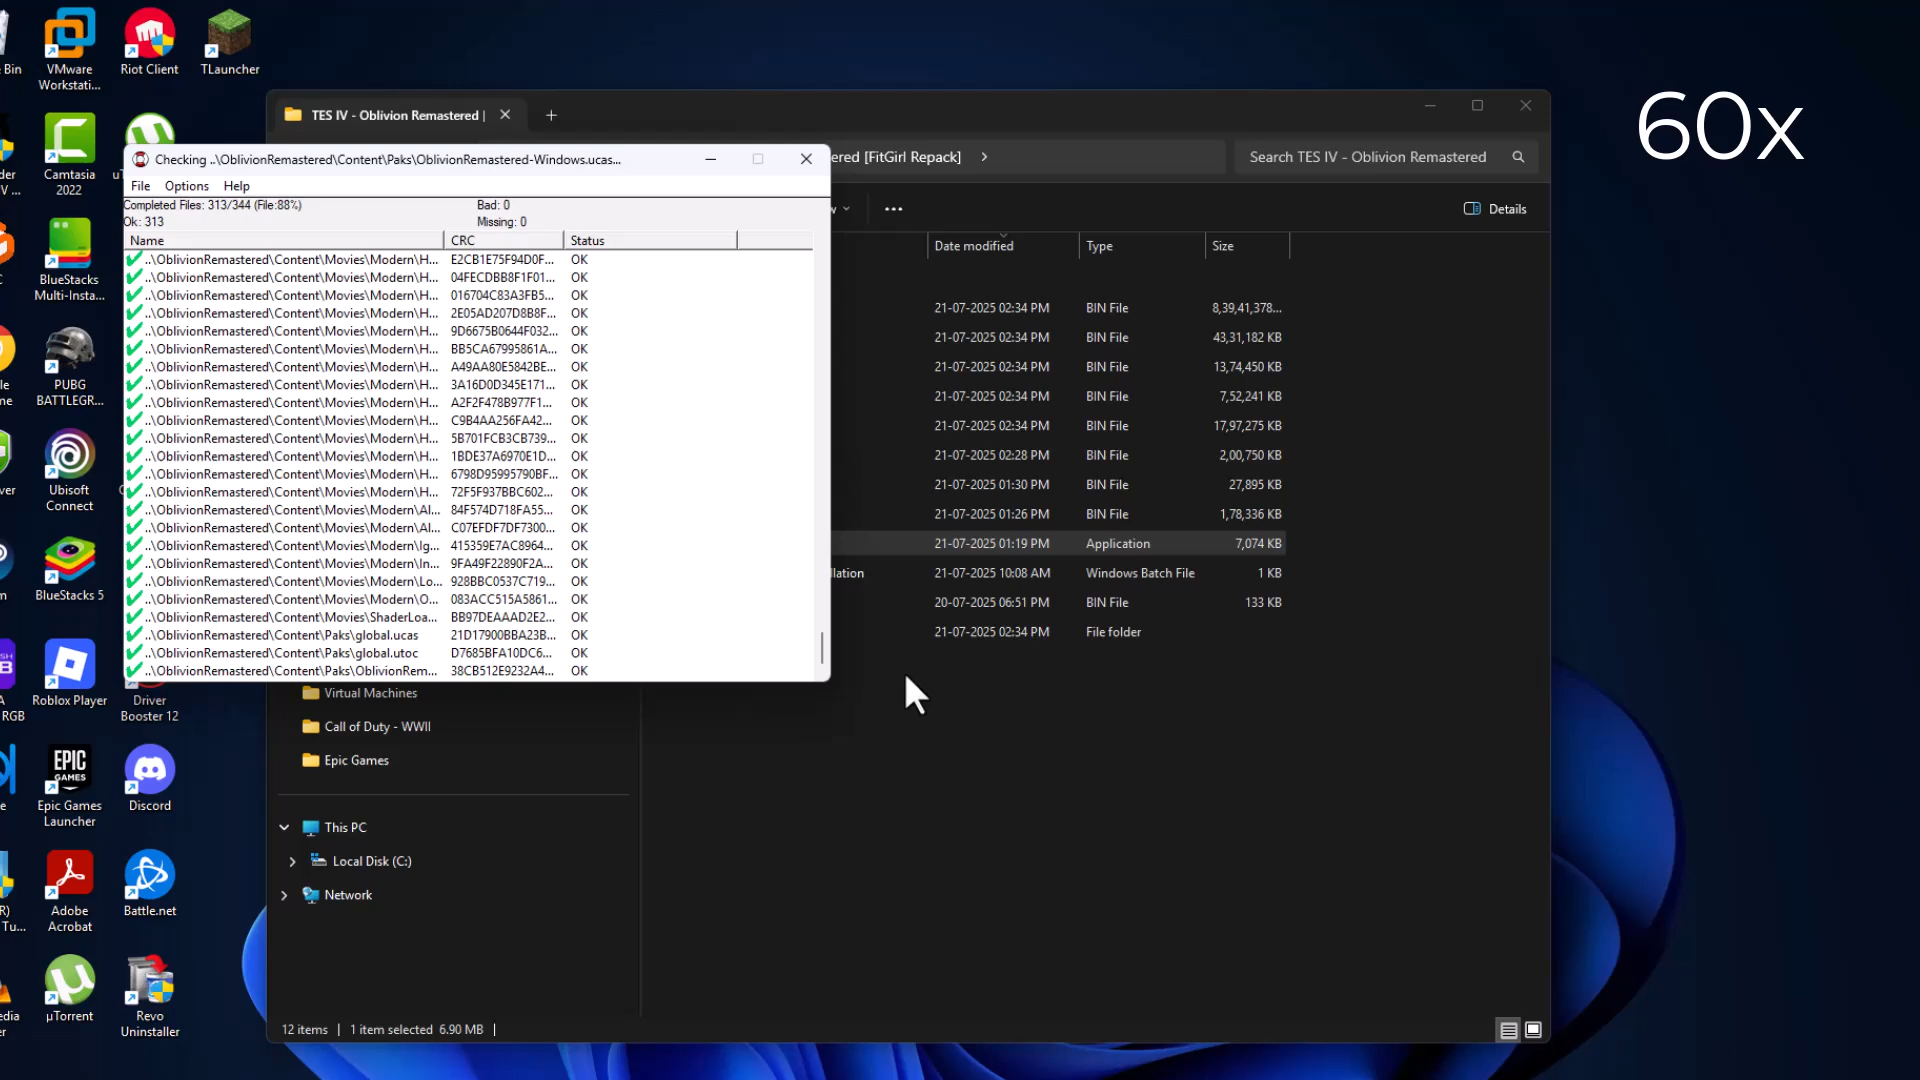 Bin
VMware
Workstati...
Riot Client
TLauncher
60x
TES IV - Oblivion Remastered |
ered [FitGirl Repack]
Search TES IV - Oblivion Remastered
Details
Date modified
Type
Size
Checking ..\OblivionRemastered\Content\Paks\OblivionRemastered-Windows.ucas...
File
Options
Help
Completed Files: 313/344 (File:88%)
Bad: 0
Ok: 313
Missing: 0
Name
CRC
Status
..\OblivionRemastered\Content\Movies\Modern\H... E2CB1E75F94D0F... OK
..\OblivionRemastered\Content\Movies\Modern\H... 04FECDBB8F1F01... OK
..\OblivionRemastered\Content\Movies\Modern\H... 016704C83A3FB5... OK
..\OblivionRemastered\Content\Movies\Modern\H... 2E05AD207D8B8F... OK
..\OblivionRemastered\Content\Movies\Modern\H... 9D6675B0644F032... OK
..\OblivionRemastered\Content\Movies\Modern\H... BB5CA67995861A... OK
..\OblivionRemastered\Content\Movies\Modern\H... A49AA80E5842BE... OK
..\OblivionRemastered\Content\Movies\Modern\H... 3A16D0D345E171... OK
..\OblivionRemastered\Content\Movies\Modern\H... A2F2F478B977F1... OK
..\OblivionRemastered\Content\Movies\Modern\H... C9B4AA256FA42... OK
..\OblivionRemastered\Content\Movies\Modern\H... 5B701FCB3CB739... OK
..\OblivionRemastered\Content\Movies\Modern\H... 1BDE37A6970E1D... OK
..\OblivionRemastered\Content\Movies\Modern\H... 6798D95995790BF... OK
..\OblivionRemastered\Content\Movies\Modern\H... 72F5F937BBC602... OK
..\OblivionRemastered\Content\Movies\Modern\Al... 84F574D718FA55... OK
..\OblivionRemastered\Content\Movies\Modern\Al... C07EFDF7DF7300... OK
..\OblivionRemastered\Content\Movies\Modern\Ig... 415359E7AC8964... OK
..\OblivionRemastered\Content\Movies\Modern\In... 9FA49F22890F2A... OK
..\OblivionRemastered\Content\Movies\Modern\Lo... 928BBC0537C719... OK
..\OblivionRemastered\Content\Movies\Modern\O... 083ACC515A5861... OK
..\OblivionRemastered\Content\Movies\ShaderLoa... BB97DEAAAD2E2... OK
..\OblivionRemastered\Content\Paks\global.ucas 21D17900BBA23B... OK
..\OblivionRemastered\Content\Paks\global.utoc D7685BFA10DC6... OK
..\OblivionRemastered\Content\Paks\OblivionRem... 38CB512E9232A4... OK
21-07-2025 02:34 PM BIN File 8,39,41,378...
21-07-2025 02:34 PM BIN File 43,31,182 KB
21-07-2025 02:34 PM BIN File 13,74,450 KB
21-07-2025 02:34 PM BIN File 7,52,241 KB
21-07-2025 02:34 PM BIN File 17,97,275 KB
21-07-2025 02:28 PM BIN File 2,00,750 KB
21-07-2025 01:30 PM BIN File 27,895 KB
21-07-2025 01:26 PM BIN File 1,78,336 KB
21-07-2025 01:19 PM Application 7,074 KB
llation 21-07-2025 10:08 AM Windows Batch File 1 KB
20-07-2025 06:51 PM BIN File 133 KB
21-07-2025 02:34 PM File folder
Camtasia
2022
BlueStacks
Multi-Insta...
PUBG
BATTLEGR...
Ubisoft
Connect
BlueStacks 5
Roblox Player
RGB
Driver
Booster 12
EPIC
GAMES
Epic Games
Launcher
Discord
Adobe
Acrobat
Battle.net
µTorrent
Revo
Uninstaller
Virtual Machines
Call of Duty - WWII
Epic Games
This PC
Local Disk (C:)
Network
12 items | 1 item selected 6.90 MB |